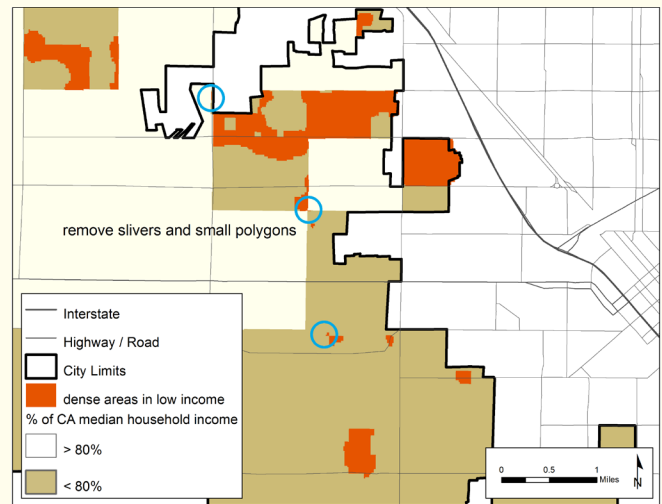 remove slivers and small polygons
Interstate
Highway / Road
City Limits
dense areas in low income
% of CA median household income
> 80%
< 80%
0 0.5 1
Miles
N